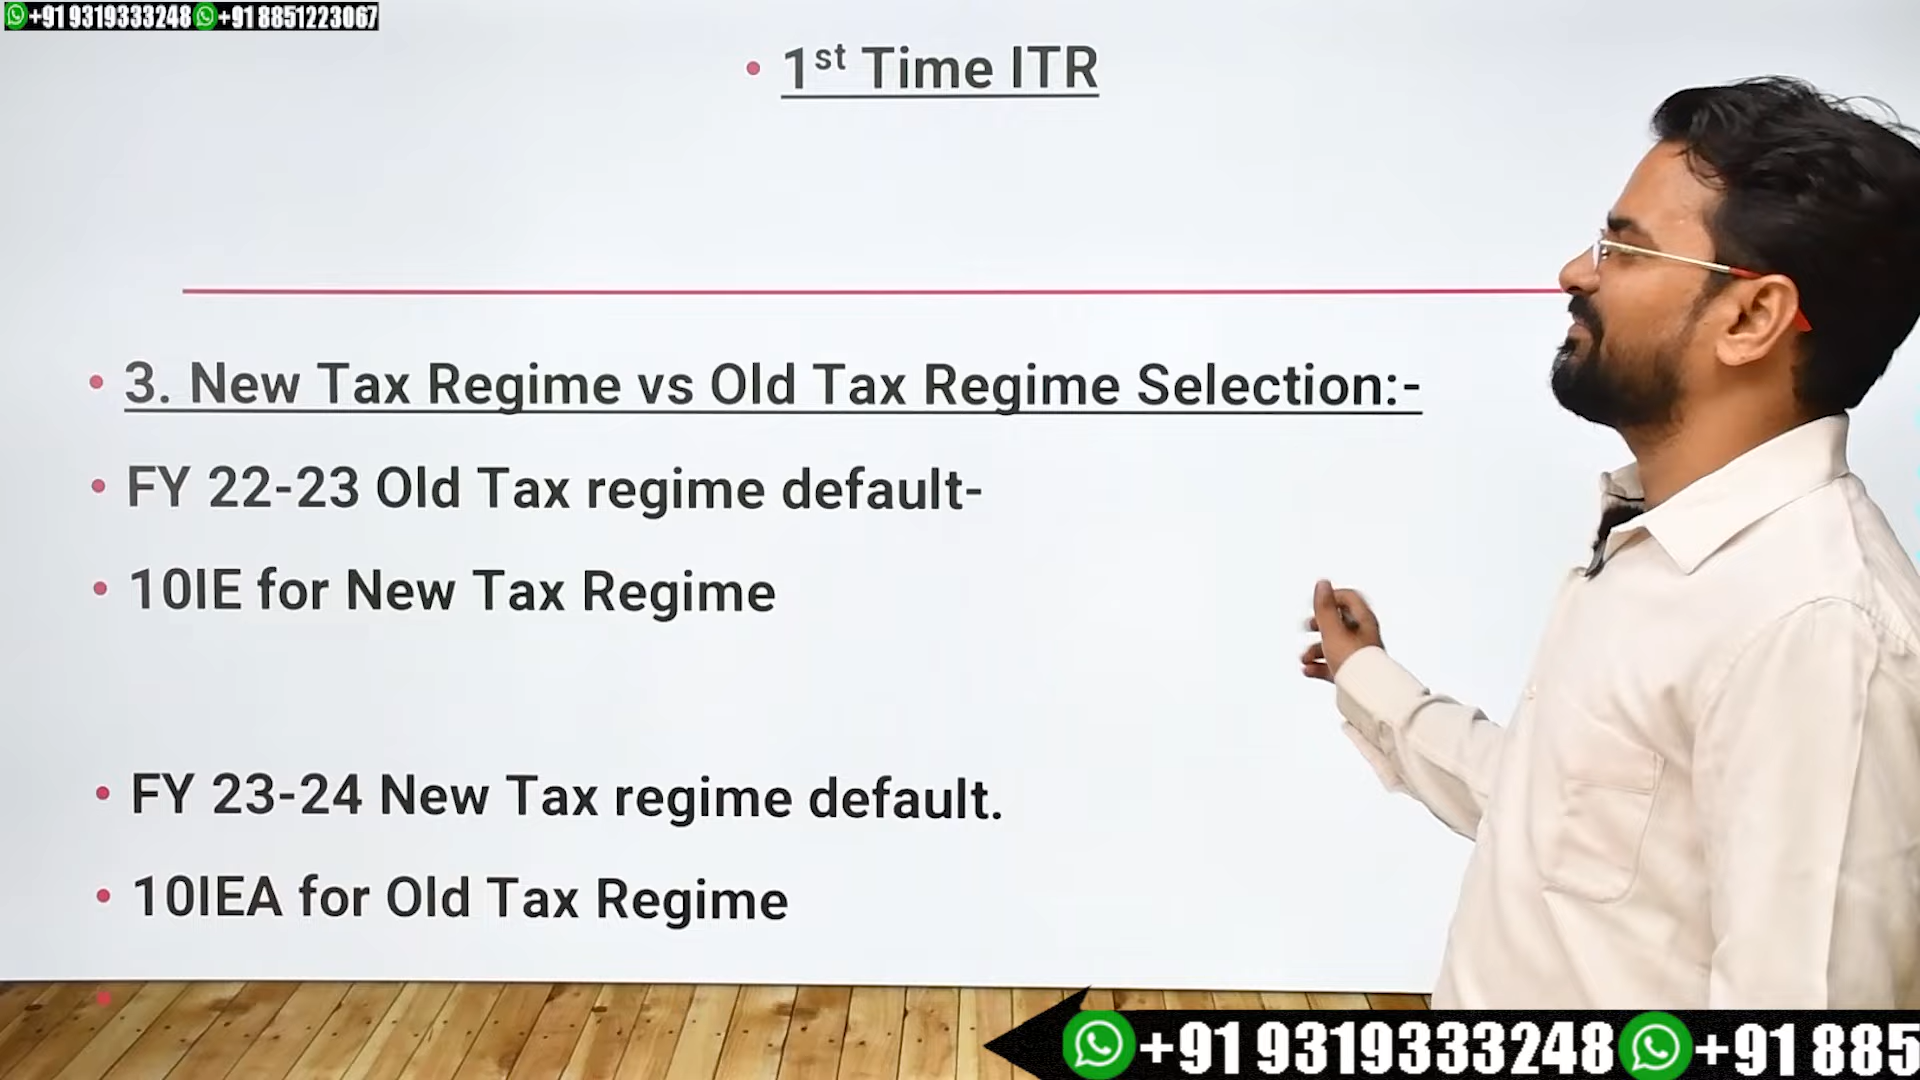 +91 9319333248 +91 8851223067
• 1st Time ITR
• 3. New Tax Regime vs Old Tax Regime Selection:-
• FY 22-23 Old Tax regime default-
• 10IE for New Tax Regime
• FY 23-24 New Tax regime default.
• 10IEA for Old Tax Regime
+91 9319333248 +91 885